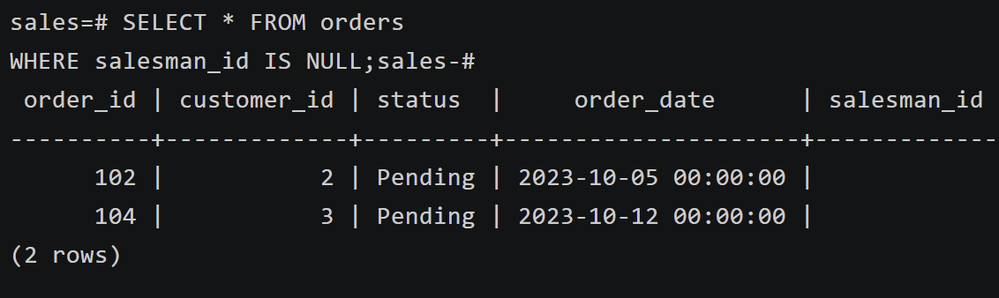 sales=# SELECT * FROM orders
WHERE salesman_id IS NULL;sales-#
 order_id | customer_id | status  |     order_date      | salesman_id
----------+-------------+---------+---------------------+-------------
      102 |           2 | Pending | 2023-10-05 00:00:00 |
      104 |           3 | Pending | 2023-10-12 00:00:00 |
(2 rows)